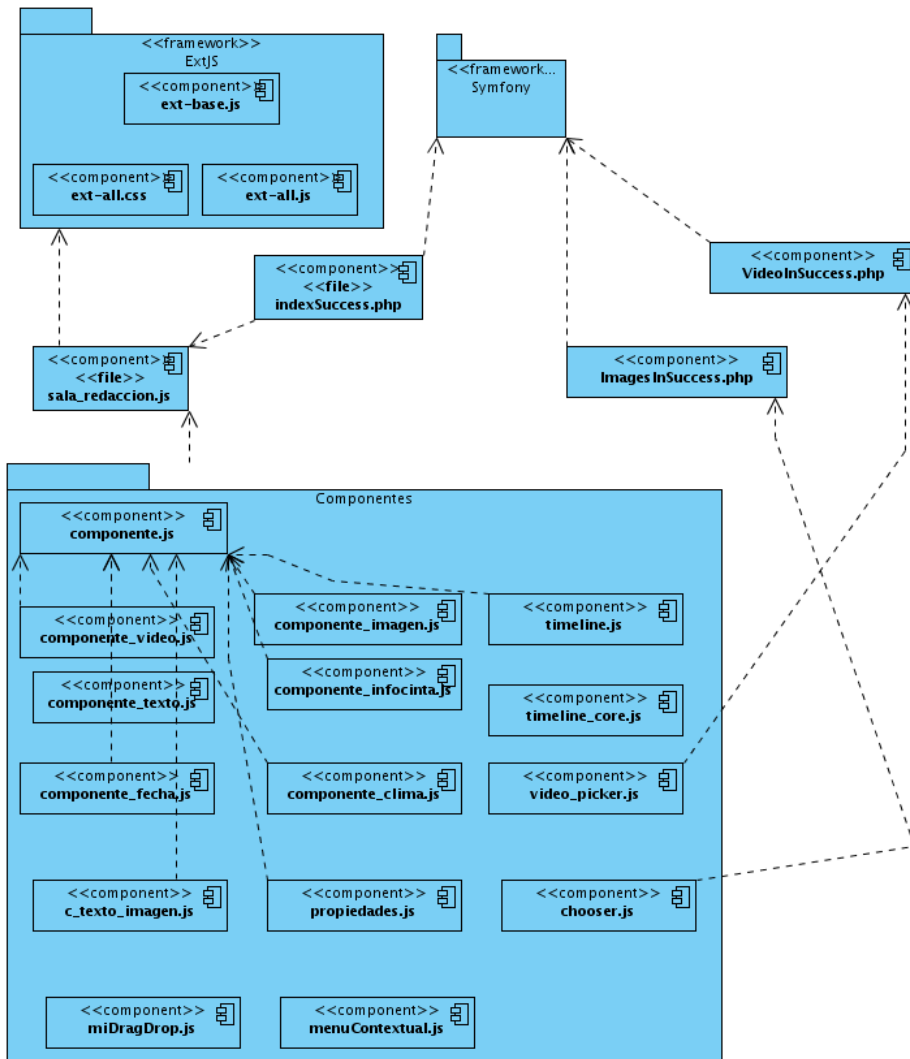 <<framework>>
ExtJS
<<component>>
ext-base.js
<<component>>
ext-all.css
<<component>>
ext-all.js
<<framework...
Symfony
<<component>>
<<file>>
indexSuccess.php
<<component>>
VideoInSuccess.php
<<component>>
<<file>>
sala_redaccion.js
<<component>>
ImagesInSuccess.php
Componentes
<<component>>
componente.js
<<component>>
componente_video.js
<<component>>
componente_imagen.js
<<component>>
timeline.js
<<component>>
componente_texto.js
<<component>>
componente_infocinta.js
<<component>>
timeline_core.js
<<component>>
componente_fecha.js
<<component>>
componente_clima.js
<<component>>
video_picker.js
<<component>>
c_texto_imagen.js
<<component>>
propiedades.js
<<component>>
chooser.js
<<component>>
miDragDrop.js
<<component>>
menuContextual.js